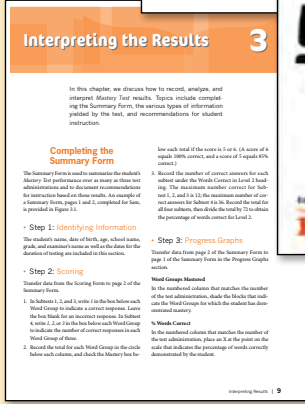 Interpreting the Results 3
In this chapter, we discuss how to record, analyze, and
interpret Mastery Test results. Topics include complet-
ing the Summary Form, the various types of information
yielded by the test, and recommendations for student
instruction.
Completing the
Summary Form
The Summary Form is used to summarize the student's
Mastery Test performance over as many as three test
administrations and to document recommendations
for instruction based on these results. An example of
a Summary Form, pages 1 and 2, completed for Sam,
is provided in Figure 3.1.
• Step 1: Identifying Information
The student's name, date of birth, age, school name,
grade, and examiner's name as well as the dates for the
duration of testing are included in this section.
• Step 2: Scoring
Transfer data from the Scoring Form to page 2 of the
Summary Form.
1. In Subtests 1, 2, and 3, write 1 in the box below each
Word Group to indicate a correct response. Leave
the box blank for an incorrect response. In Subtest
4, write 1, 2, or 3 in the box below each Word Group
to indicate the number of correct responses in each
Word Group of three.
2. Record the total for each Word Group in the circle
below each column, and check the Mastery box be-
low each total if the score is 5 or 6. (A score of 6
equals 100% correct, and a score of 5 equals 85%
correct.)
3. Record the number of correct answers for each
subtest under the Words Correct in Level 2 head-
ing. The maximum number correct for Sub-
test 1, 2, and 3 is 12; the maximum number of cor-
rect answers for Subtest 4 is 36. Record the total for
all four subtests, then divide the total by 72 to obtain
the percentage of words correct for Level 2.
• Step 3: Progress Graphs
Transfer data from page 2 of the Summary Form to
page 1 of the Summary Form in the Progress Graphs
section.
Word Groups Mastered
In the numbered column that matches the number
of the test administration, shade the blocks that indi-
cate the Word Groups for which the student has dem-
onstrated mastery.
% Words Correct
In the numbered column that matches the number of
the test administration, place an X at the point on the
scale that indicates the percentage of words correctly
demonstrated by the student.
Interpreting Results | 9